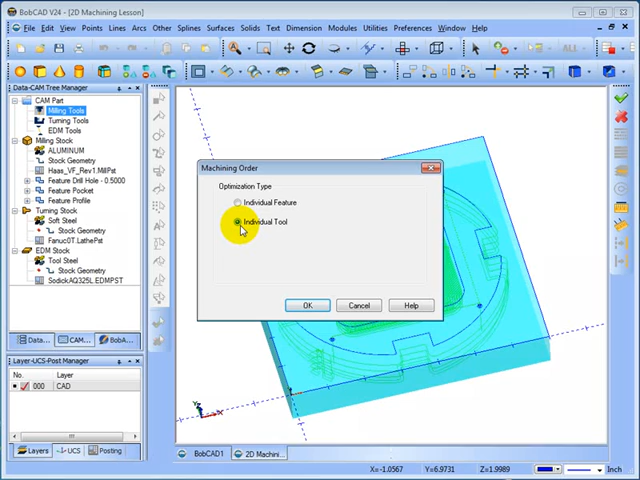 BobCAD V24 - [2D Machining Lesson]
File Edit View Points Lines Arcs Other Splines Surfaces Solids Text Dimension Modules Utilities Preferences Window Help
ALL
Data-CAM Tree Manager
CAM Part
Milling Tools
Turning Tools
EDM Tools
Milling Stock
ALUMINUM
Stock Geometry
Haas_VF_Rev1.MillPst
Feature Drill Hole - 0.5000
Feature Pocket
Feature Profile
Turning Stock
Soft Steel
Stock Geometry
Fanuc0T.LathePst
EDM Stock
Tool Steel
Stock Geometry
SodickAQ325L.EDMPST
Data... CAM... BobA...
Machining Order
Optimization Type
Individual Feature
Individual Tool
OK Cancel Help
Layer-UCS-Post Manager
No. Layer
000 CAD
Layers UCS Posting
BobCAD1 2D Machini...
X=-1.0567 Y=6.9731 Z=1.9989 Inch